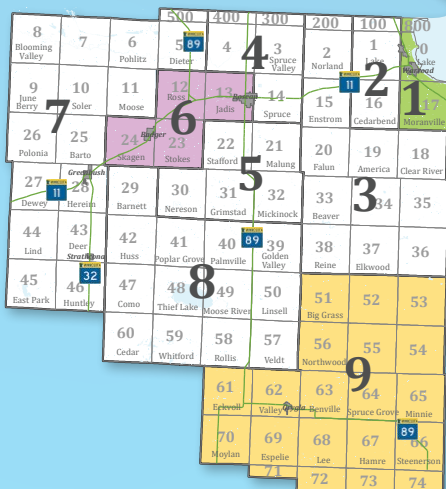 500 400 300 200 100 800
8 7 6 5 4 3 2 1
Blooming Valley Pohlitz Dieter Spruce Valley Norland Lake Lake
89 4 2 11 Warroad
9 10 11 12 13 14 15 16 17
June Berry Soler Moose Ross Jadis Spruce Enstrom Cedarbend Moranville
7 6 1
26 25 24 23 22 21 20 19 18
Polonia Barto Skagen Stokes Stafford Malung Falun America Clear River
Badger
Greenbush 5 3
27 28 29 30 31 32 33 34 35
Dewey Hereim Barnett Nereson Grimstad Mickinock Beaver
11
44 43 42 41 40 39 38 37 36
Lind Deer Huss Poplar Grove Palmville Golden Valley Reine Elkwood
89
Strathcona
32 8
45 46 47 48 49 50 51 52 53
East Park Huntley Como Thief Lake Moose River Linsell Big Grass
60 59 58 57 56 55 54
Cedar Whitford Rollis Veldt Northwood
9
61 62 63 64 65
Eckvoll Valley Grygla Benville Spruce Grove Minnie
89
70 69 68 67 66
Moylan Espelie Lee Hamre Steenerson
71 72 73 74